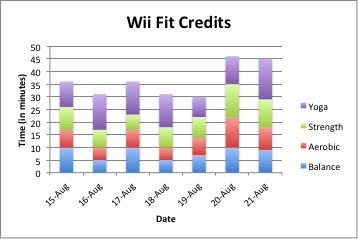 Wii Fit Credits
50
45
40
35
30
25
20
15
10
5
0
Time (in minutes)
15-Aug 16-Aug 17-Aug 18-Aug 19-Aug 20-Aug 21-Aug
Date
Yoga
Strength
Aerobic
Balance